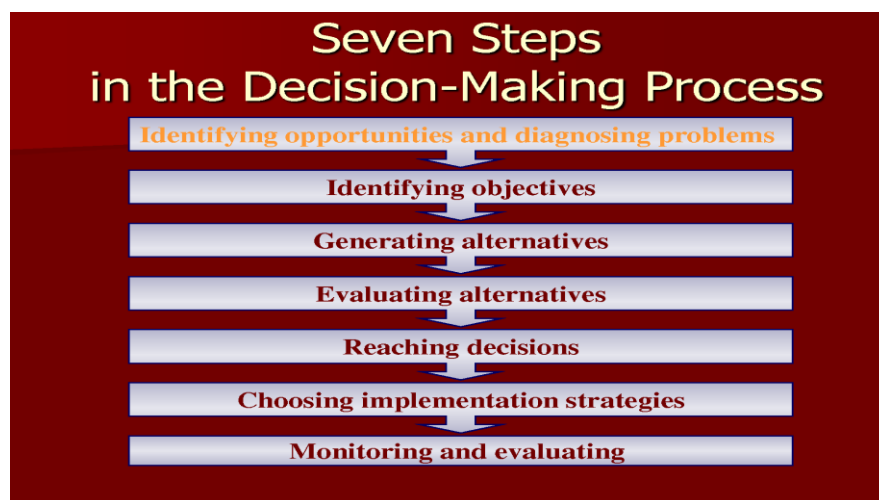 Seven Steps
in the Decision-Making Process
Identifying opportunities and diagnosing problems
Identifying objectives
Generating alternatives
Evaluating alternatives
Reaching decisions
Choosing implementation strategies
Monitoring and evaluating